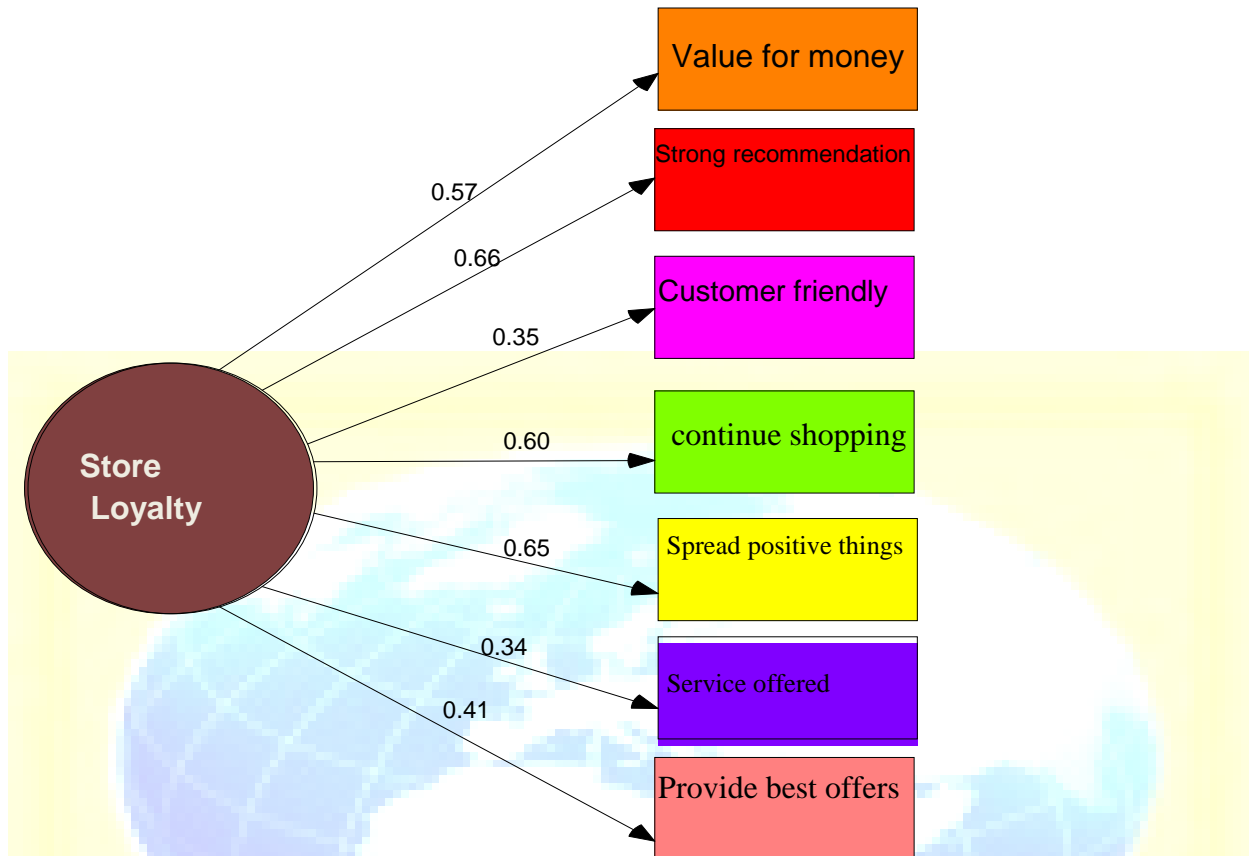 Value for money
Strong recommendation
0.57
0.66
Customer friendly
0.35
continue shopping
0.60
Store
Loyalty
Spread positive things
0.65
0.34
Service offered
0.41
Provide best offers